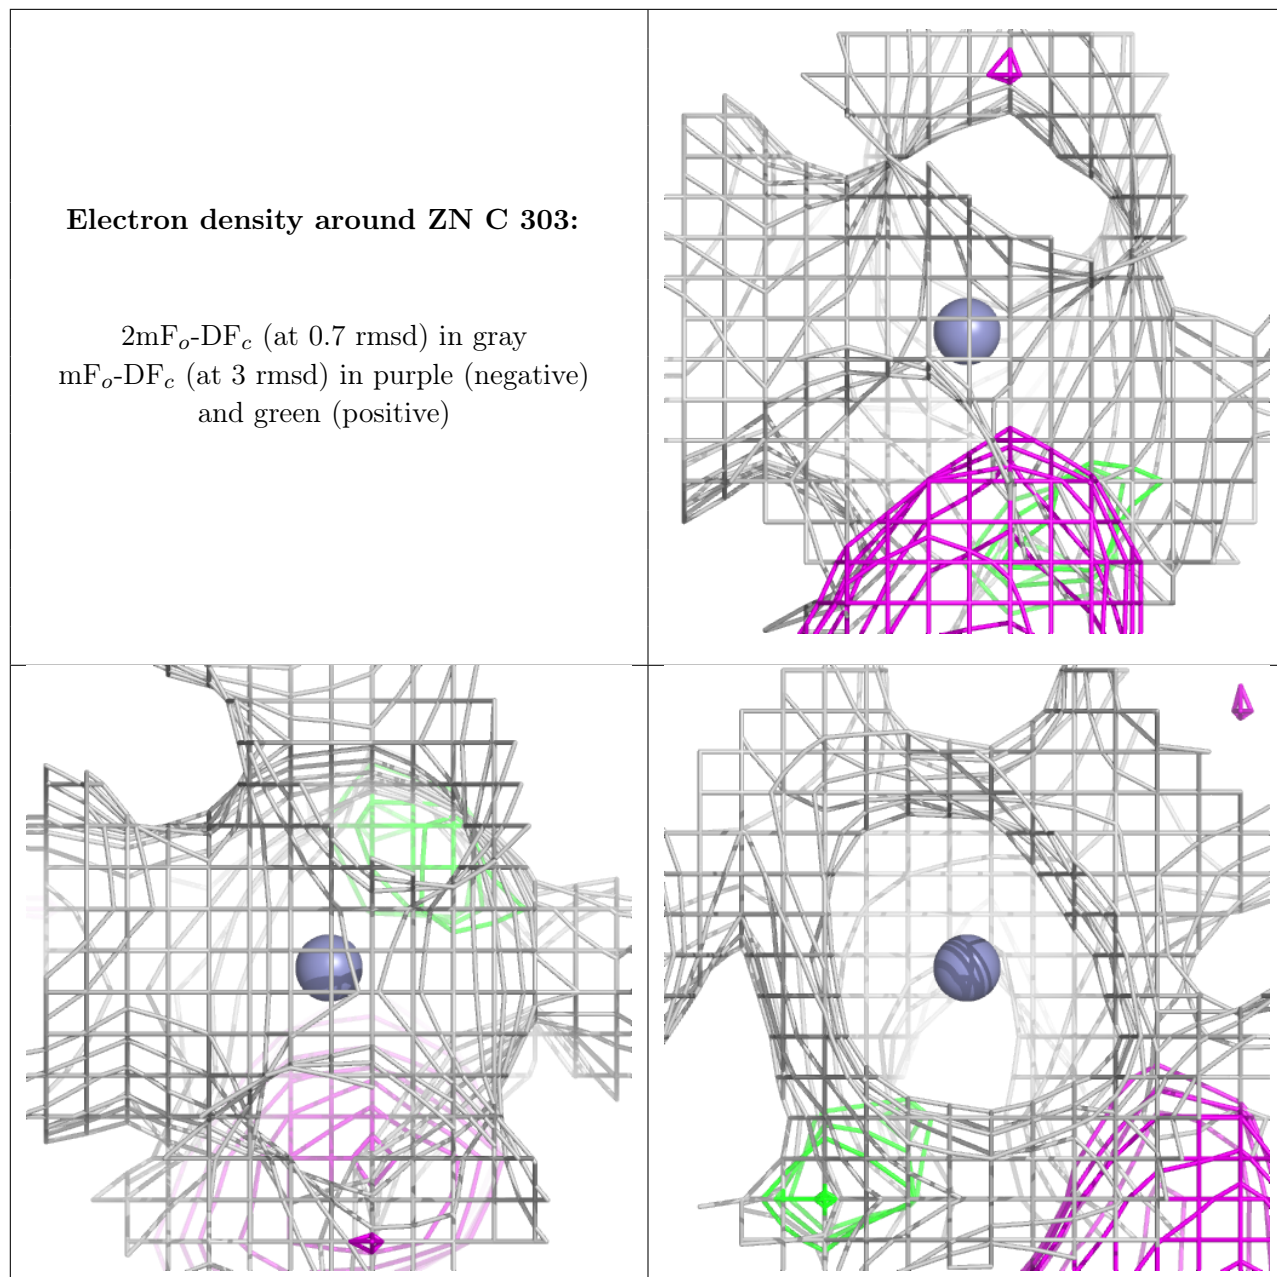 Electron density around ZN C 303:
2mFo-DFc (at 0.7 rmsd) in gray
mFo-DFc (at 3 rmsd) in purple (negative)
and green (positive)